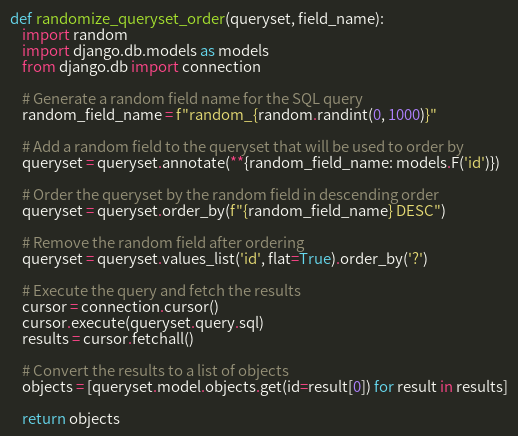 def randomize_queryset_order(queryset, field_name):
    import random
    import django.db.models as models
    from django.db import connection

    # Generate a random field name for the SQL query
    random_field_name = f"random_{random.randint(0, 1000)}"

    # Add a random field to the queryset that will be used to order by
    queryset = queryset.annotate(**{random_field_name: models.F('id')})

    # Order the queryset by the random field in descending order
    queryset = queryset.order_by(f"{random_field_name} DESC")

    # Remove the random field after ordering
    queryset = queryset.values_list('id', flat=True).order_by('?')

    # Execute the query and fetch the results
    cursor = connection.cursor()
    cursor.execute(queryset.query.sql)
    results = cursor.fetchall()

    # Convert the results to a list of objects
    objects = [queryset.model.objects.get(id=result[0]) for result in results]

    return objects